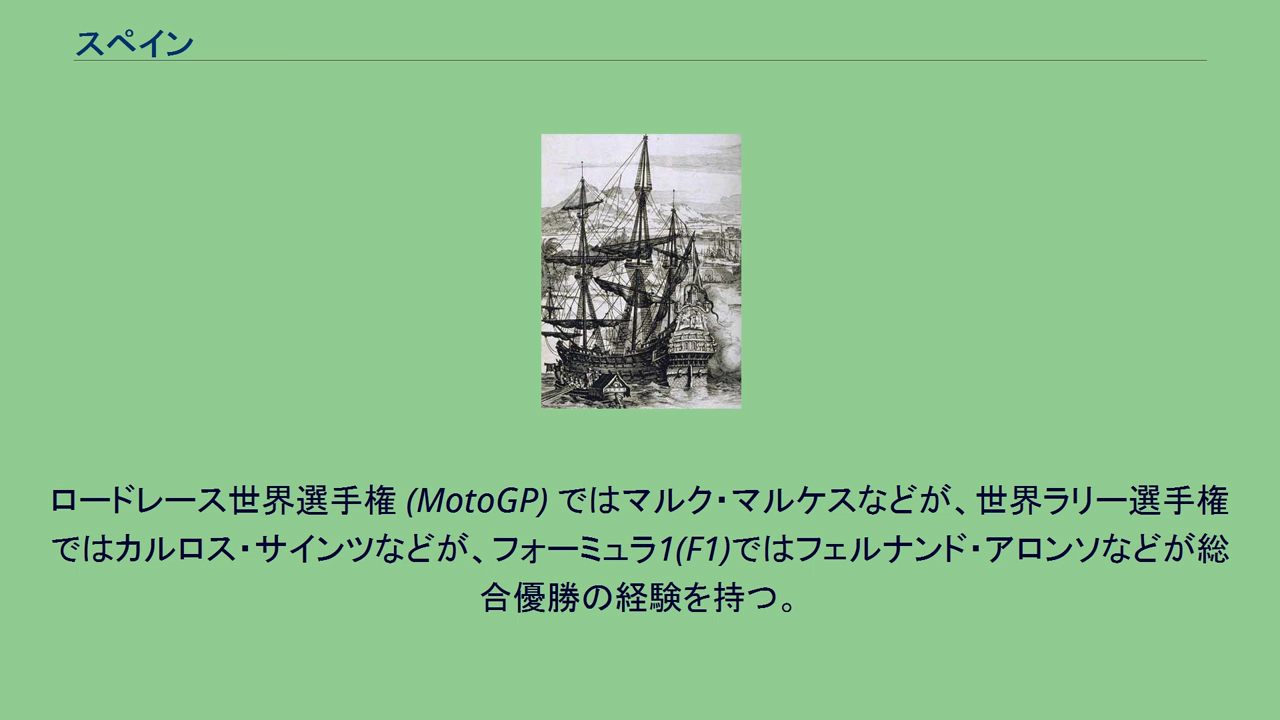 スペイン
ロードレース世界選手権 (MotoGP) ではマルク・マルケスなどが、世界ラリー選手権
ではカルロス・サインツなどが、フォーミュラ1(F1)ではフェルナンド・アロンソなどが総
合優勝の経験を持つ。